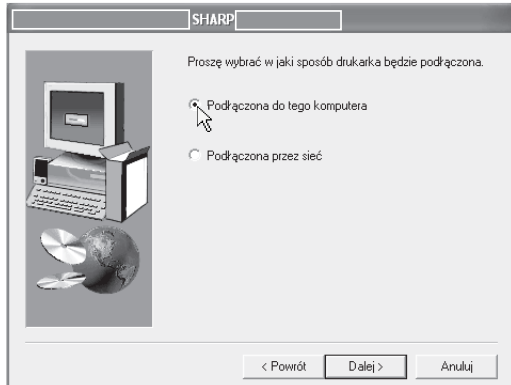 SHARP
Proszę wybrać w jaki sposób drukarka będzie podłączona.
Podłączona do tego komputera
Podłączona przez sieć
< Powrót
Dalej >
Anuluj